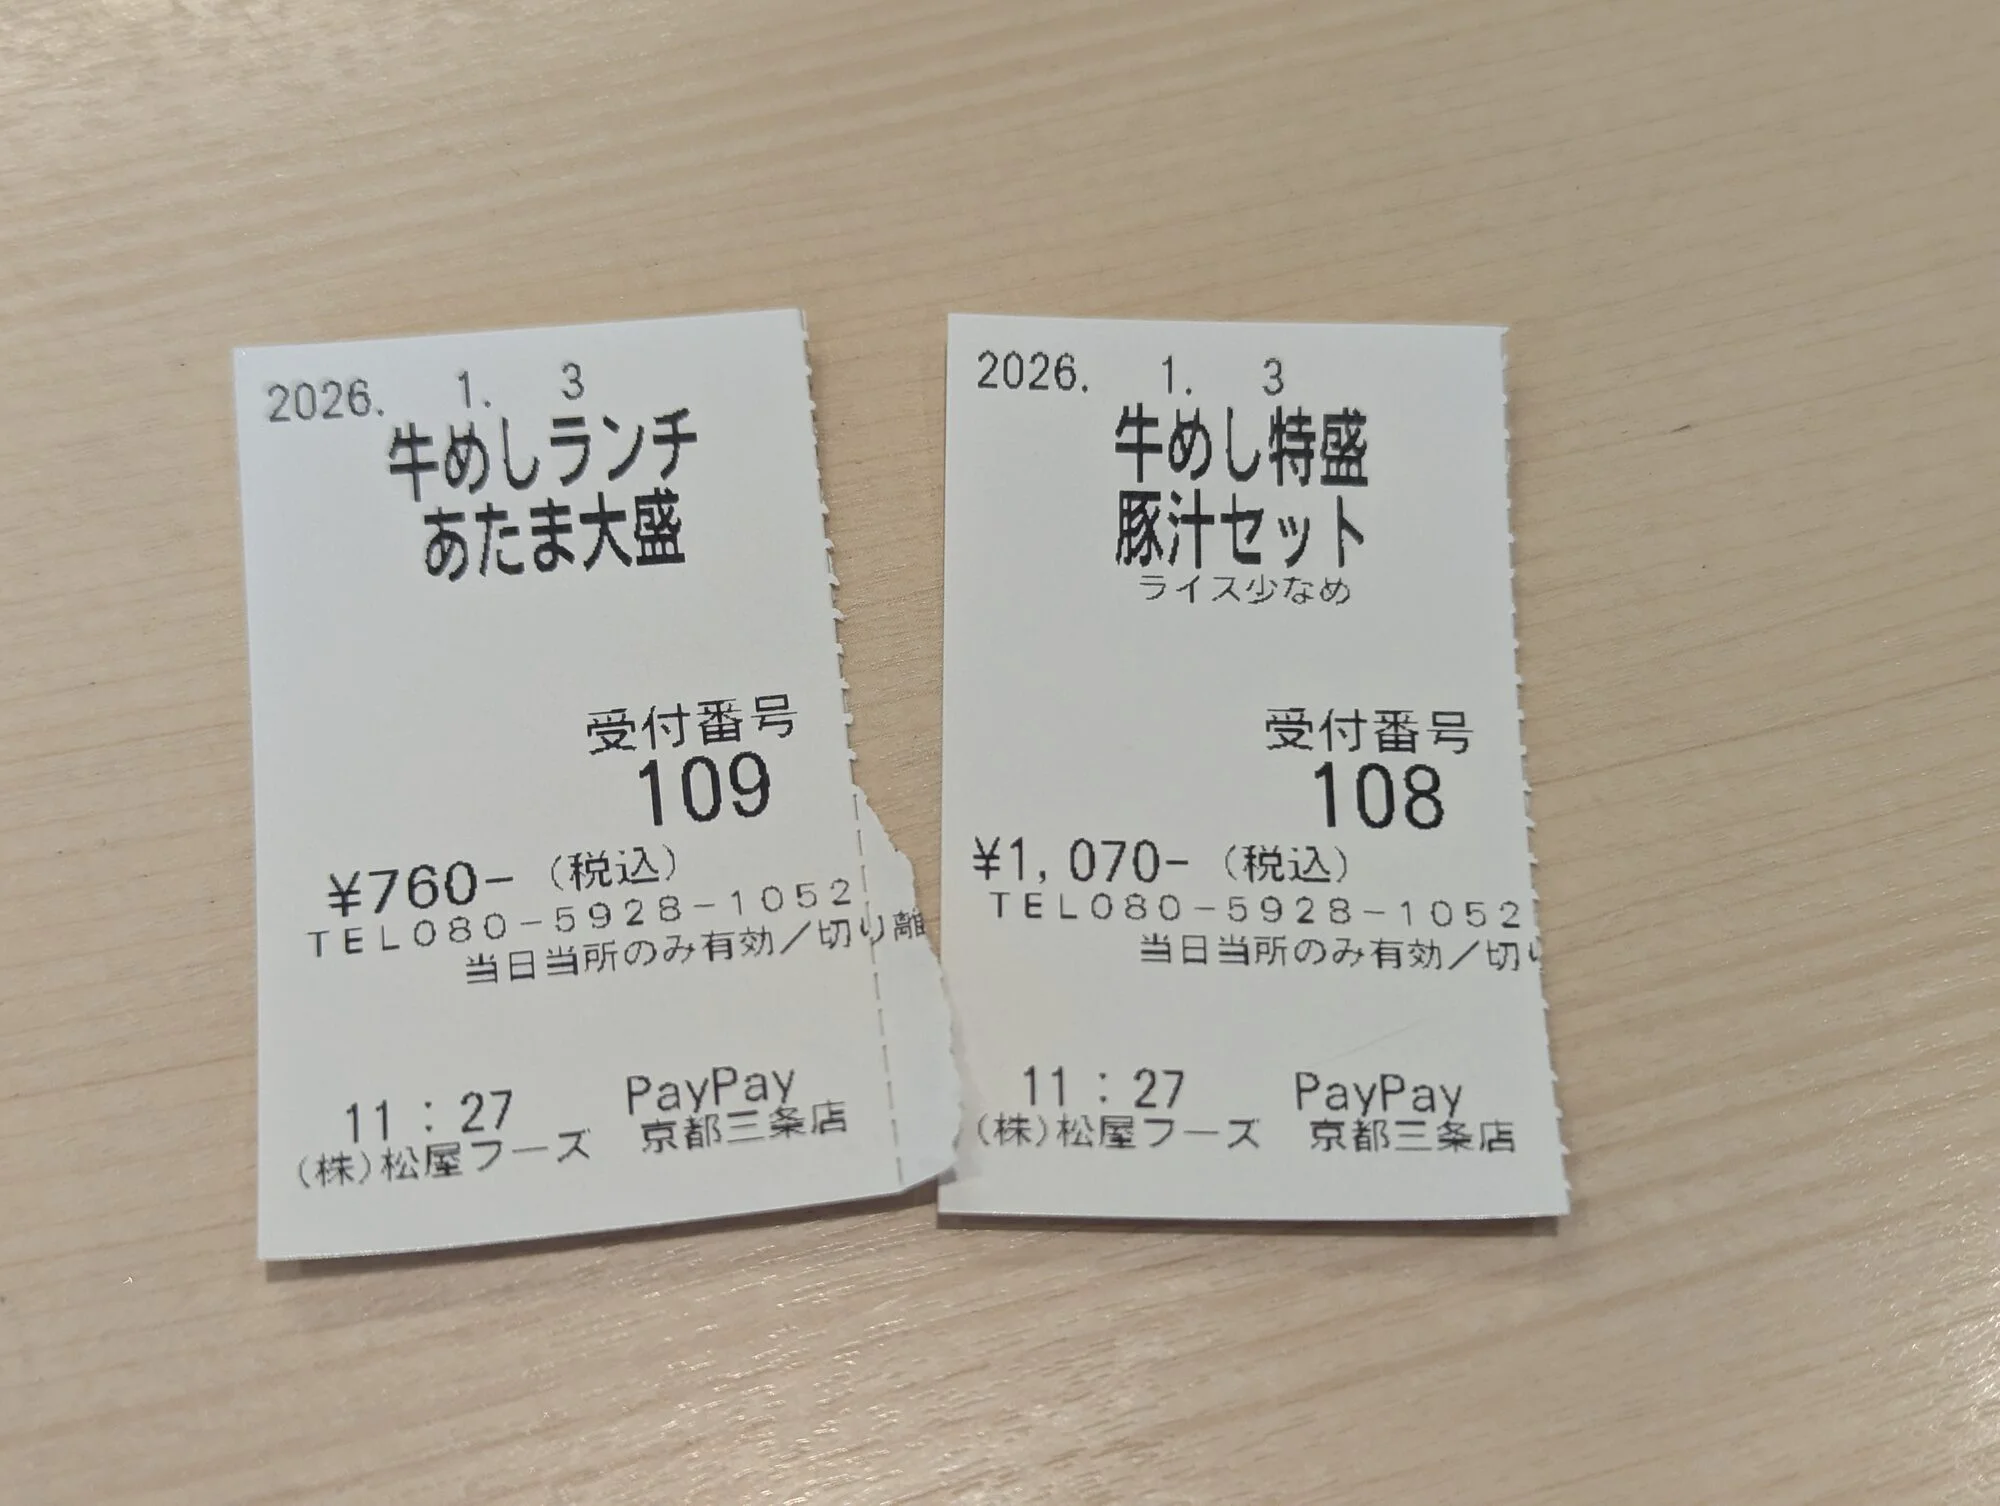 2026. 1. 3
牛めしランチ
あたま大盛
受付番号
109
¥760-（税込）
TEL080-5928-1052
当日当所のみ有効／切り離
11：27 PayPay
（株）松屋フーズ 京都三条店
2026. 1. 3
牛めし特盛
豚汁セット
ライス少なめ
受付番号
108
¥1,070-（税込）
TEL080-5928-1052
当日当所のみ有効／切り
11：27 PayPay
（株）松屋フーズ 京都三条店